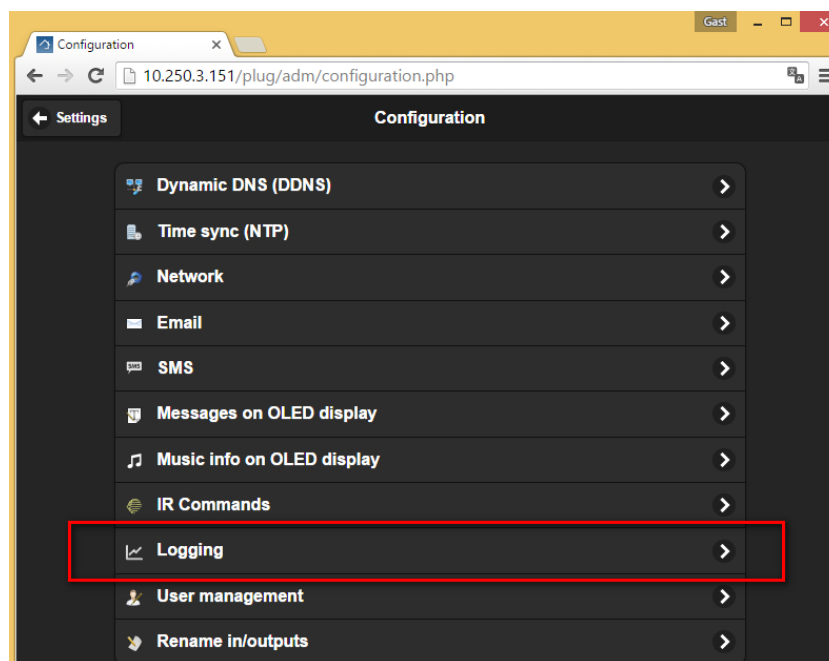 Gast
Configuration
10.250.3.151/plug/adm/configuration.php
Settings
Configuration
Dynamic DNS (DDNS)
Time sync (NTP)
Network
Email
SMS
SMS
Messages on OLED display
Music info on OLED display
IR Commands
Logging
User management
Rename in/outputs